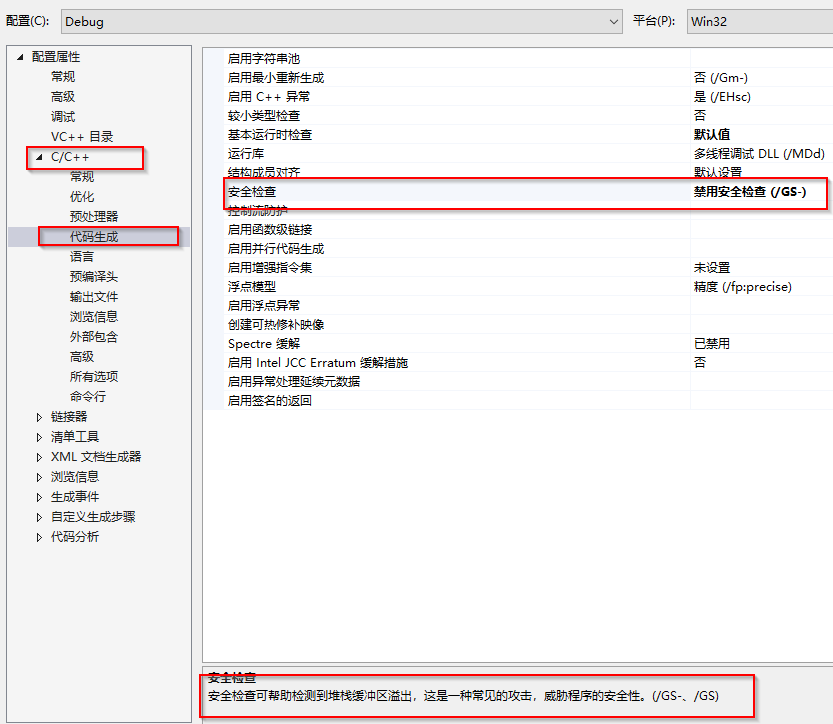 配置(C): Debug 平台(P): Win32
配置属性
常规
高级
调试
VC++ 目录
C/C++
常规
优化
预处理器
代码生成
语言
预编译头
输出文件
浏览信息
外部包含
高级
所有选项
命令行
链接器
清单工具
XML 文档生成器
浏览信息
生成事件
自定义生成步骤
代码分析
启用字符串池
启用最小重新生成 否 (/Gm-)
启用 C++ 异常 是 (/EHsc)
较小类型检查 否
基本运行时检查 默认值
运行库 多线程调试 DLL (/MDd)
结构成员对齐 默认设置
安全检查 禁用安全检查 (/GS-)
控制流防护
启用函数级链接
启用并行代码生成
启用增强指令集 未设置
浮点模型 精度 (/fp:precise)
启用浮点异常
创建可热修补映像
Spectre 缓解 已禁用
启用 Intel JCC Erratum 缓解措施 否
启用异常处理延续元数据
启用签名的返回
安全检查
安全检查可帮助检测到堆栈缓冲区溢出，这是一种常见的攻击，威胁程序的安全性。(/GS-、/GS)